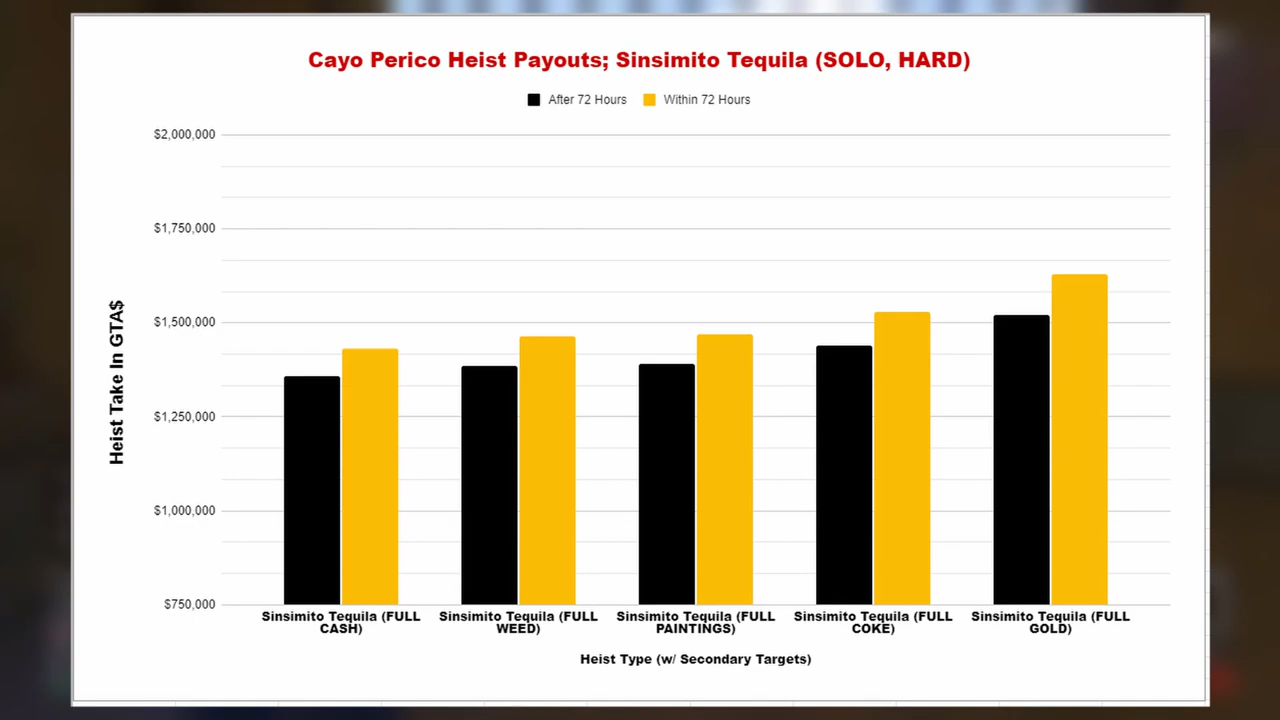 Cayo Perico Heist Payouts; Sinsimito Tequila (SOLO, HARD)
After 72 Hours
Within 72 Hours
$2,000,000
$1,750,000
$1,500,000
$1,250,000
$1,000,000
$750,000
Heist Take In GTA$
Sinsimito Tequila (FULL
CASH)
Sinsimito Tequila (FULL
WEED)
Sinsimito Tequila (FULL
PAINTINGS)
Sinsimito Tequila (FULL
COKE)
Sinsimito Tequila (FULL
GOLD)
Heist Type (w/ Secondary Targets)